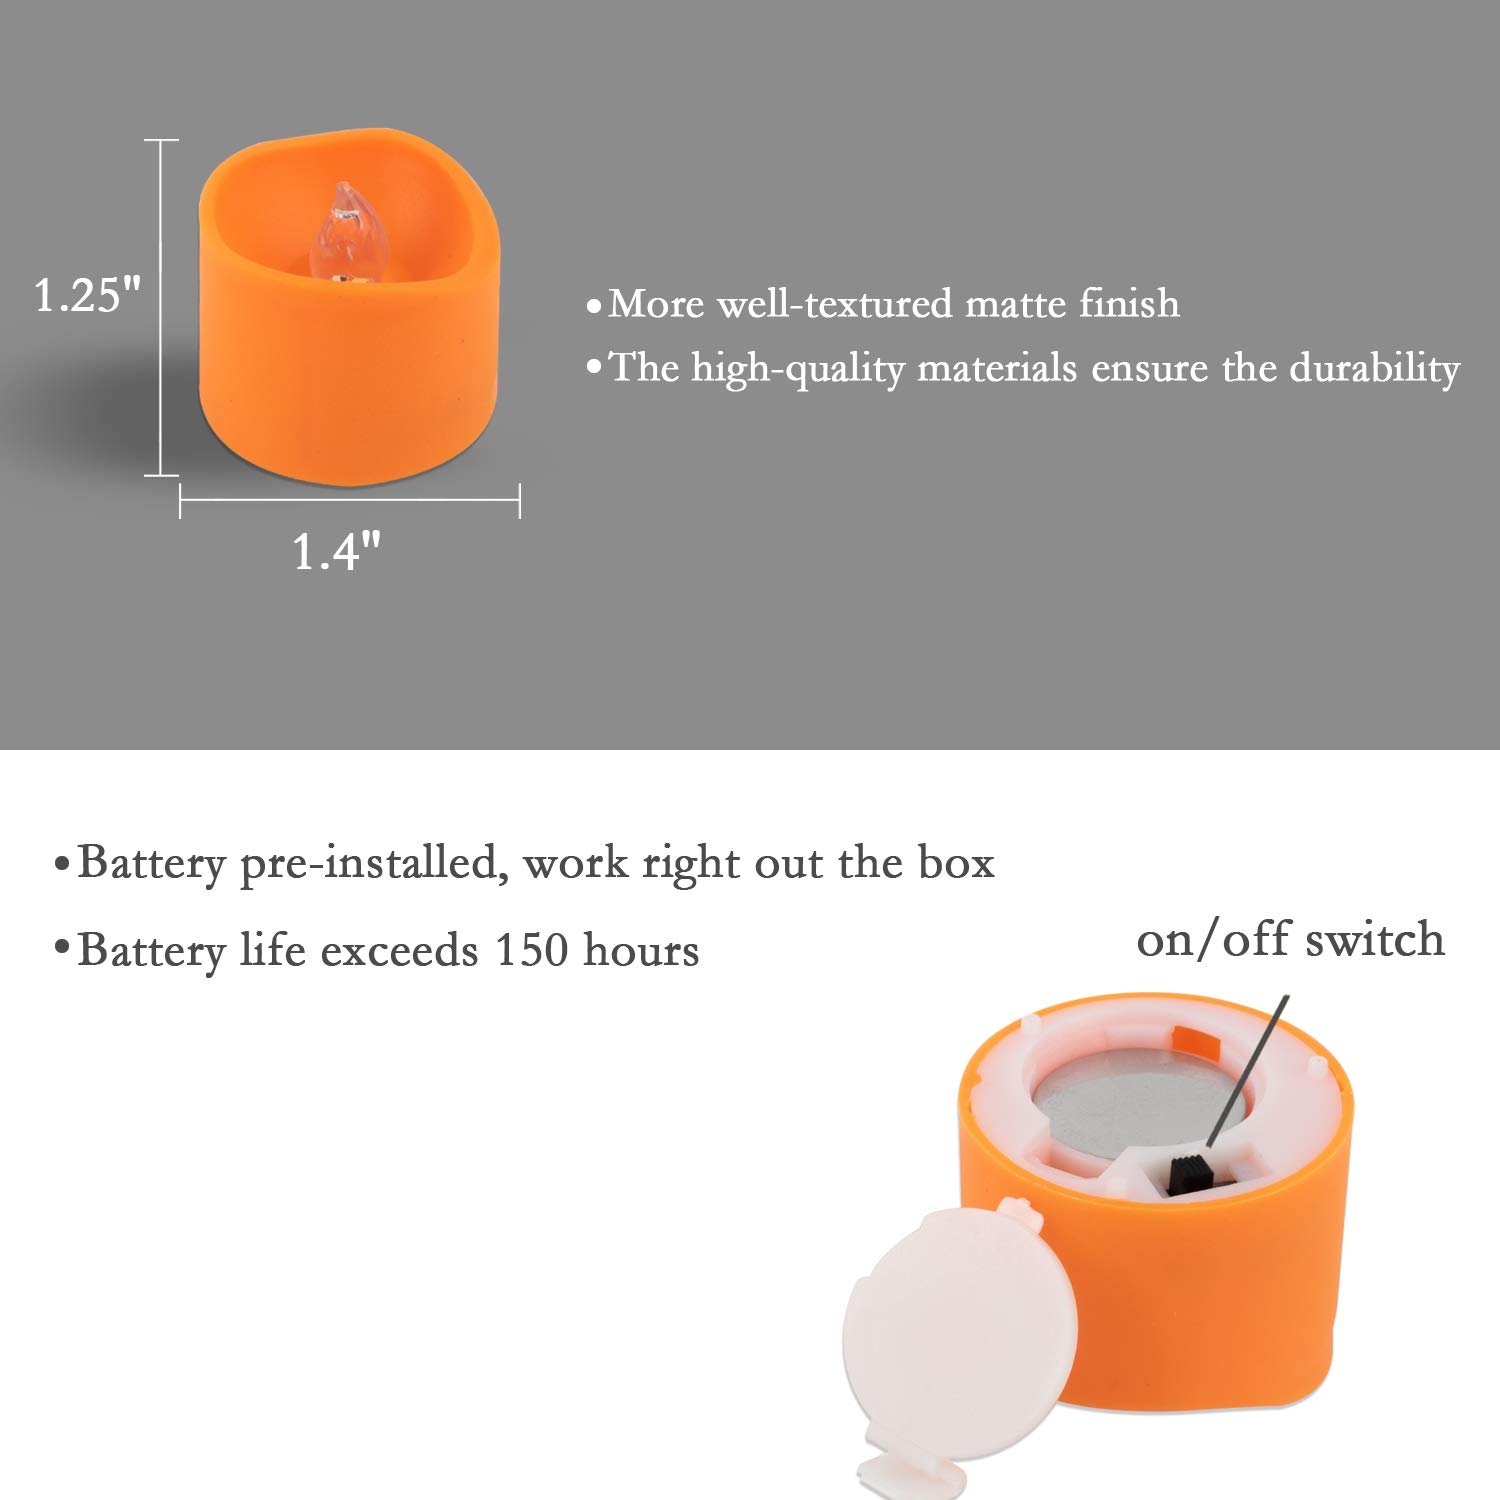 1.25"
•More well-textured matte finish
•The high-quality materials ensure the durability
1.4"
•Battery pre-installed, work right out the box
•Battery life exceeds 150 hours
on/off switch